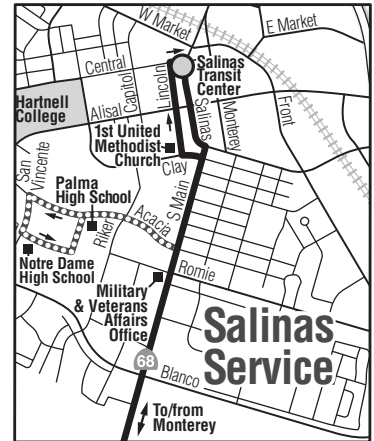 W Market
E Market
Central
Capitol
Lincoln
Salinas
Transit
Center
Hartnell
College
Alisal
Salinas
Monterey
Front
1st United
Methodist
Church
Clay
San
Vincente
Palma
High School
Riker
Acacia
S Main
Notre Dame
High School
Romie
Military
& Veterans
Affairs
Office
Salinas
Service
68
Blanco
To/from
Monterey